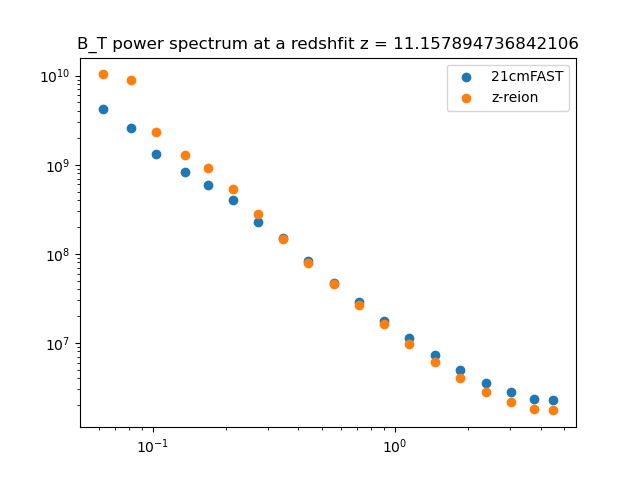 B_T power spectrum at a redshfit z = 11.157894736842106
21cmFAST
z-reion
10^10
10^9
10^8
10^7
10^-1
10^0